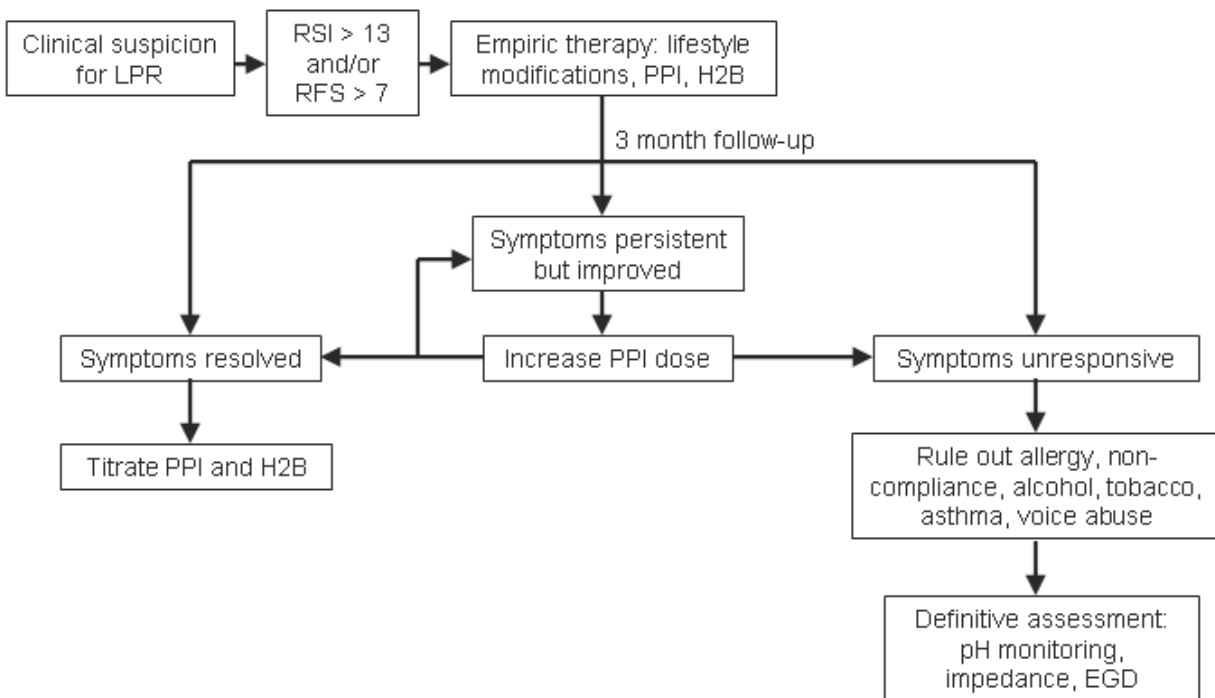 Clinical suspicion
for LPR
RSI > 13
and/or
RFS > 7
Empiric therapy: lifestyle
modifications, PPI, H2B
3 month follow-up
Symptoms persistent
but improved
Symptoms resolved
Increase PPI dose
Symptoms unresponsive
Titrate PPI and H2B
Rule out allergy, non-
compliance, alcohol, tobacco,
asthma, voice abuse
Definitive assessment:
pH monitoring,
impedance, EGD